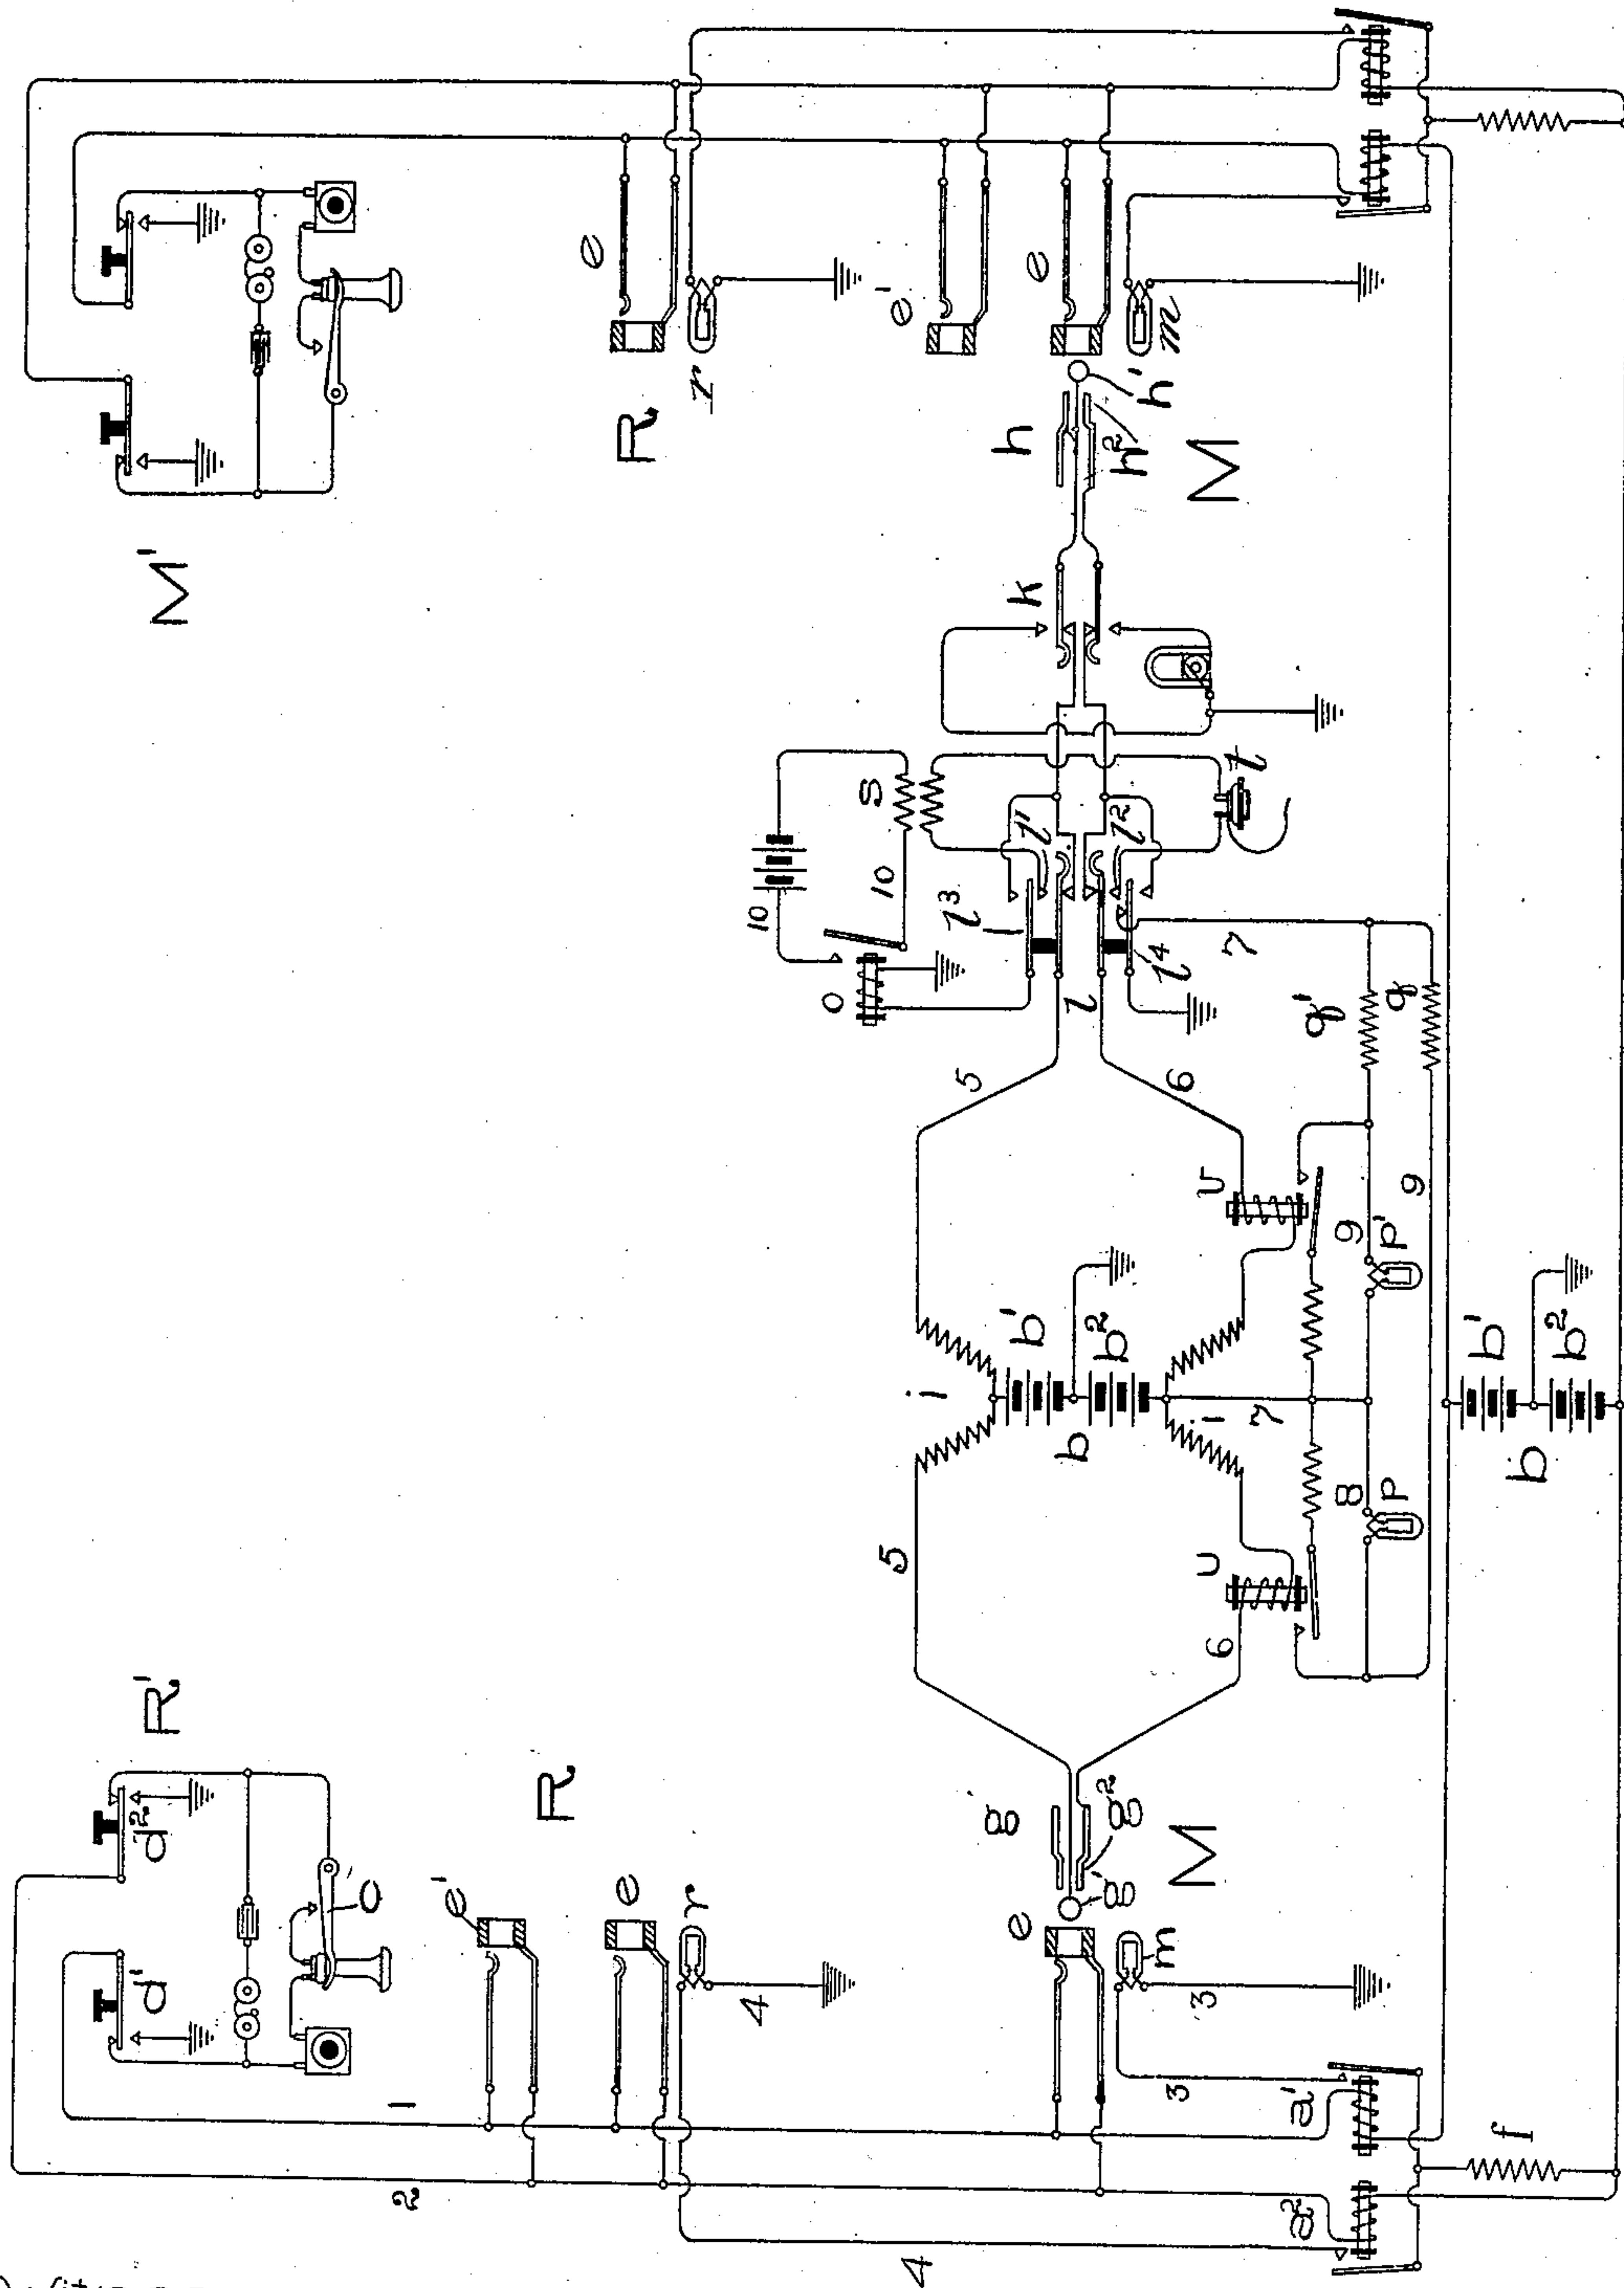 M'
R
e
r
e'
e
m
h
h'
h²
M
k
s
t
10
10
o
l³
l'
l²
l
l⁴
7
q'
q
5
6
v
9
9
p'
i
b'
b
b²
i
7
8
p
5
6
u
b'
b²
b
R'
d²
d'
c
R
e'
e
r
4
g
g²
g'
M
e
m
3
3
1
2
4
a'
a²
f